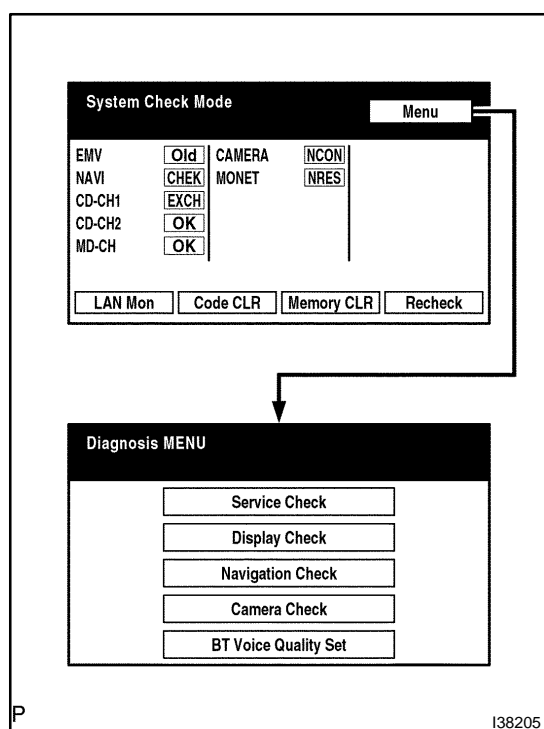 System Check Mode
Menu
EMV Old CAMERA NCON
NAVI CHEK MONET NRES
CD-CH1 EXCH
CD-CH2 OK
MD-CH OK
LAN Mon Code CLR Memory CLR Recheck
Diagnosis MENU
Service Check
Display Check
Navigation Check
Camera Check
BT Voice Quality Set
P
I38205